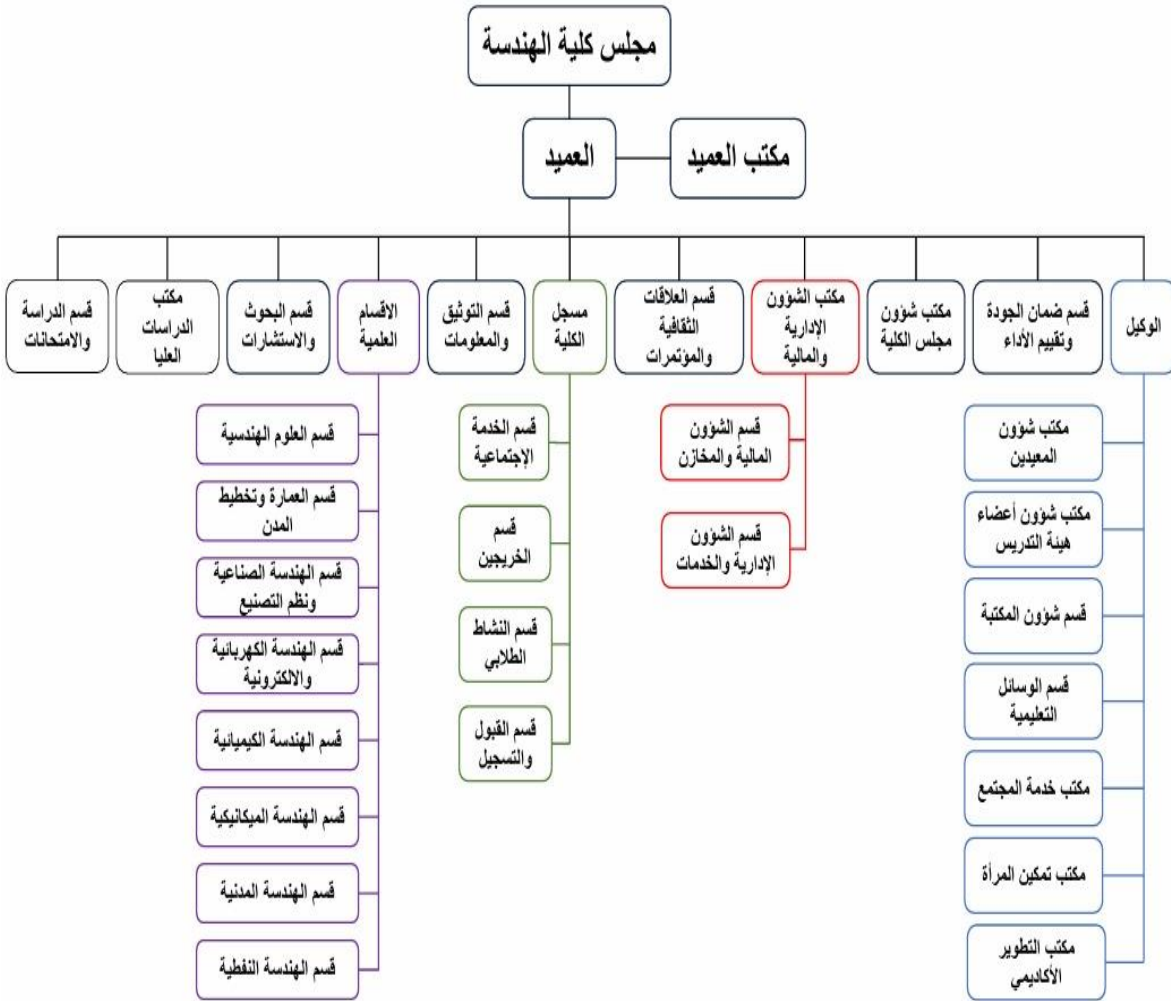 مجلس كلية الهندسة
العميد
مكتب العميد
الوكيل
قسم ضمان الجودة
وتقييم الأداء
مكتب شؤون
مجلس الكلية
مكتب الشؤون
الإدارية
والمالية
قسم العلاقات
الثقافية
والمؤتمرات
مسجل
الكلية
قسم التوثيق
والمعلومات
الاقسام
العلمية
قسم البحوث
والاستشارات
مكتب
الدراسات
العليا
قسم الدراسة
والامتحانات
مكتب شؤون
المعيدين
مكتب شؤون أعضاء
هيئة التدريس
قسم شؤون المكتبة
قسم الوسائل
التعليمية
مكتب خدمة المجتمع
مكتب تمكين المرأة
مكتب التطوير
الأكاديمي
قسم الشؤون
المالية والمخازن
قسم الشؤون
الإدارية والخدمات
قسم الخدمة
الإجتماعية
قسم
الخريجين
قسم النشاط
الطلابي
قسم القبول
والتسجيل
قسم العلوم الهندسية
قسم العمارة وتخطيط
المدن
قسم الهندسة الصناعية
ونظم التصنيع
قسم الهندسة الكهربائية
والالكترونية
قسم الهندسة الكيميائية
قسم الهندسة الميكانيكية
قسم الهندسة المدنية
قسم الهندسة النفطية